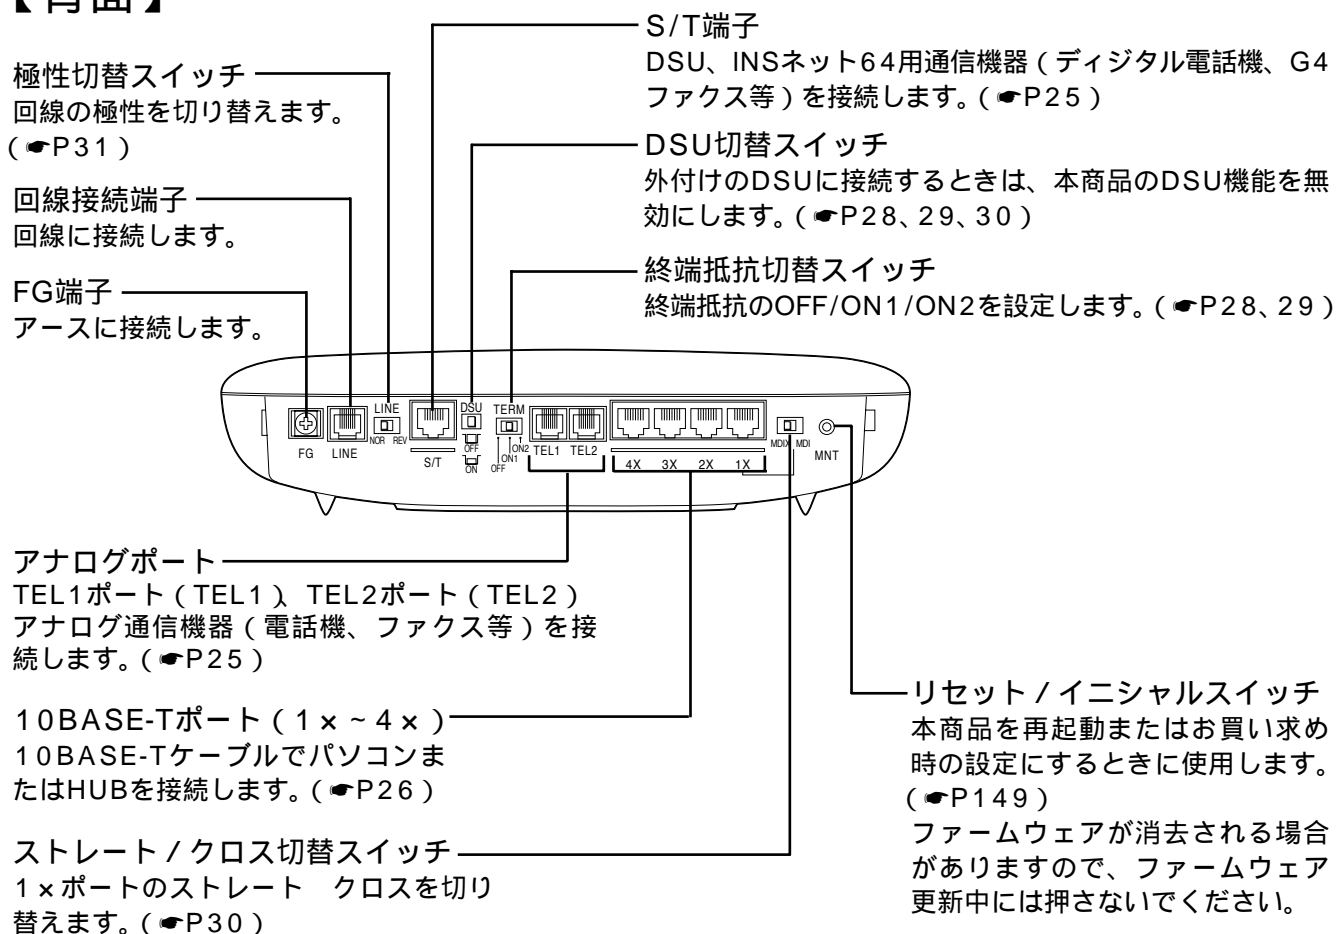 【背面】
極性切替スイッチ
回線の極性を切り替えます。
(☛P31)
回線接続端子
回線に接続します。
FG端子
アースに接続します。
S/T端子
DSU、INSネット64用通信機器(ディジタル電話機、G4
ファクス等)を接続します。(☛P25)
DSU切替スイッチ
外付けのDSUに接続するときは、本商品のDSU機能を無
効にします。(☛P28、29、30)
終端抵抗切替スイッチ
終端抵抗のOFF/ON1/ON2を設定します。(☛P28、29)
FG
LINE
LINE
NOR REV
S/T
DSU
OFF
ON
TERM
OFF
ON1
ON2
TEL1 TEL2
4X 3X 2X 1X
MDIX MDI
MNT
アナログポート
TEL1ポート(TEL1)、TEL2ポート(TEL2)
アナログ通信機器(電話機、ファクス等)を接
続します。(☛P25)
10BASE-Tポート(1×~4×)
10BASE-Tケーブルでパソコンま
たはHUBを接続します。(☛P26)
ストレート/クロス切替スイッチ
1×ポートのストレート クロスを切り
替えます。(☛P30)
リセット/イニシャルスイッチ
本商品を再起動またはお買い求め
時の設定にするときに使用します。
(☛P149)
ファームウェアが消去される場合
がありますので、ファームウェア
更新中には押さないでください。